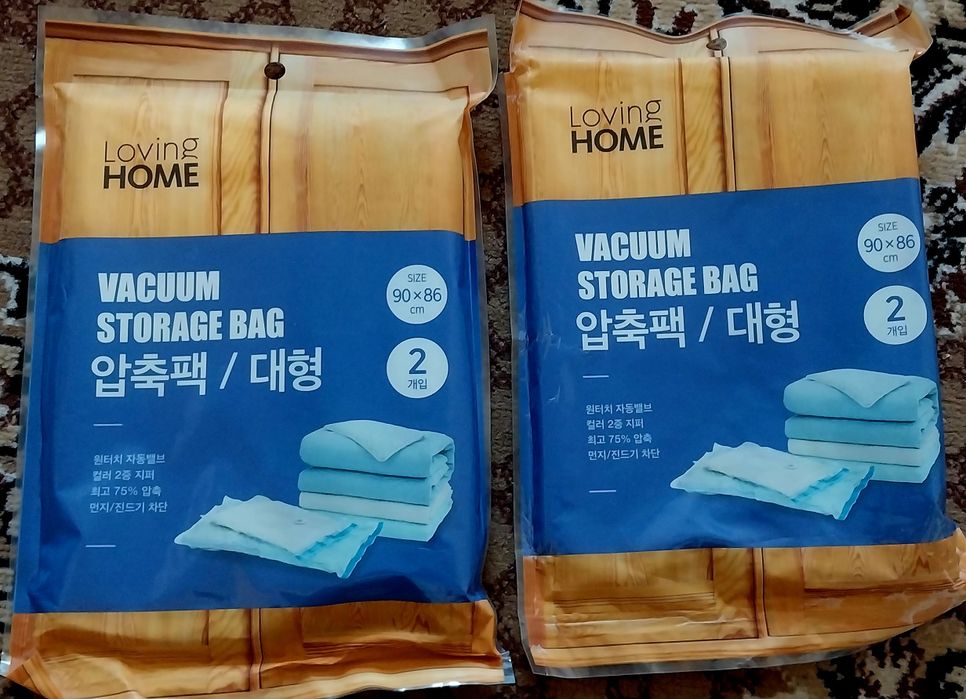 Loving
HOME
VACUUM
STORAGE BAG
압축팩 / 대형
SIZE
90×86
cm
2
개입
원터치 자동밸브
컬러 2중 지퍼
최고 75% 압축
먼지/진드기 차단
Loving
HOME
VACUUM
STORAGE BAG
압축팩 / 대형
SIZE
90×86
cm
2
개입
원터치 자동밸브
컬러 2중 지퍼
최고 75% 압축
먼지/진드기 차단